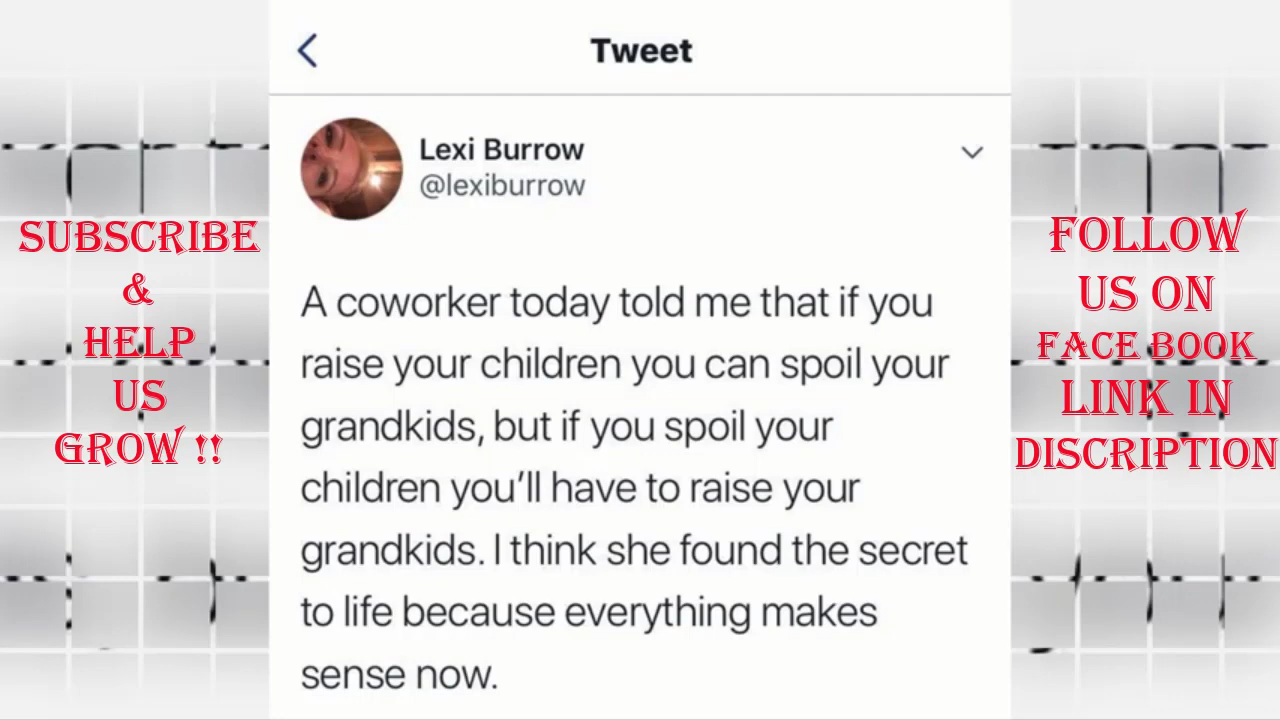 Tweet
Lexi Burrow
@lexiburrow
A coworker today told me that if you
raise your children you can spoil your
grandkids, but if you spoil your
children you'll have to raise your
grandkids. I think she found the secret
to life because everything makes
sense now.
SUBSCRIBE
&
HELP
US
GROW !!
FOLLOW
US ON
FACE BOOK
LINK IN
DISCRIPTION